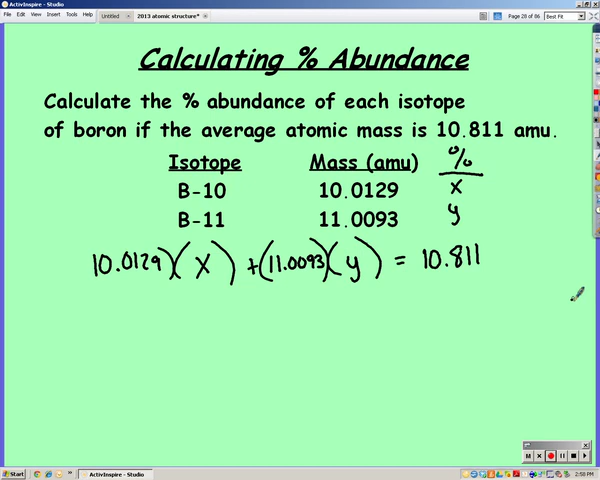 ActivInspire - Studio
File Edit View Insert Tools Help Untitled 2013 atomic structure* Page 28 of 86 Best Fit
Calculating % Abundance
Calculate the % abundance of each isotope
of boron if the average atomic mass is 10.811 amu.
Isotope Mass (amu) %
B-10 10.0129 x
B-11 11.0093 y
10.0129)(x) + (11.0093)(y) = 10.811
Start ActivInspire - Studio 2:58 PM